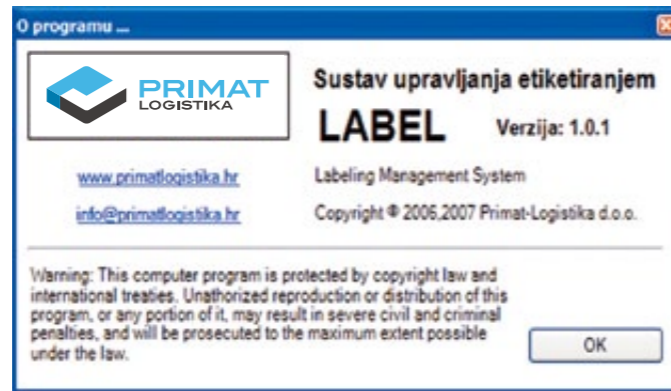 O programu ...
PRIMAT
LOGISTIKA
Sustav upravljanja etiketiranjem
LABEL Verzija: 1.0.1
www.primatlogistika.hr
Labeling Management System
info@primatlogistika.hr
Copyright © 2006,2007 Primat-Logistika d.o.o.
Warning: This computer program is protected by copyright law and
international treaties. Unathorized reproduction or distribution of this
program, or any portion of it, may result in severe civil and criminal
penalties, and will be prosecuted to the maximum extent possible
under the law.
OK